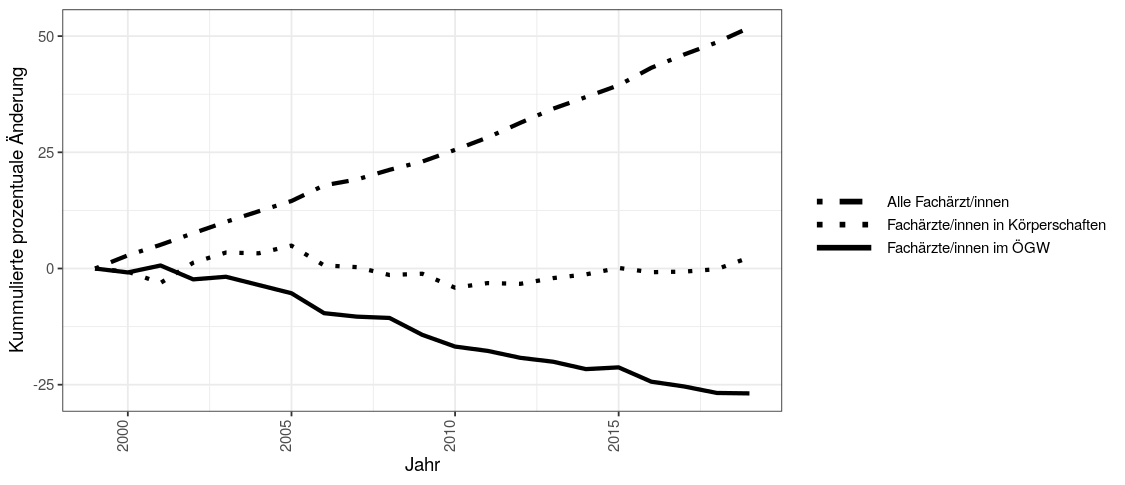 Kummulierte prozentuale Änderung
50
25
0
-25
2000
2005
2010
2015
Jahr
Alle Fachärzt/innen
Fachärzte/innen in Körperschaften
Fachärzte/innen im ÖGW